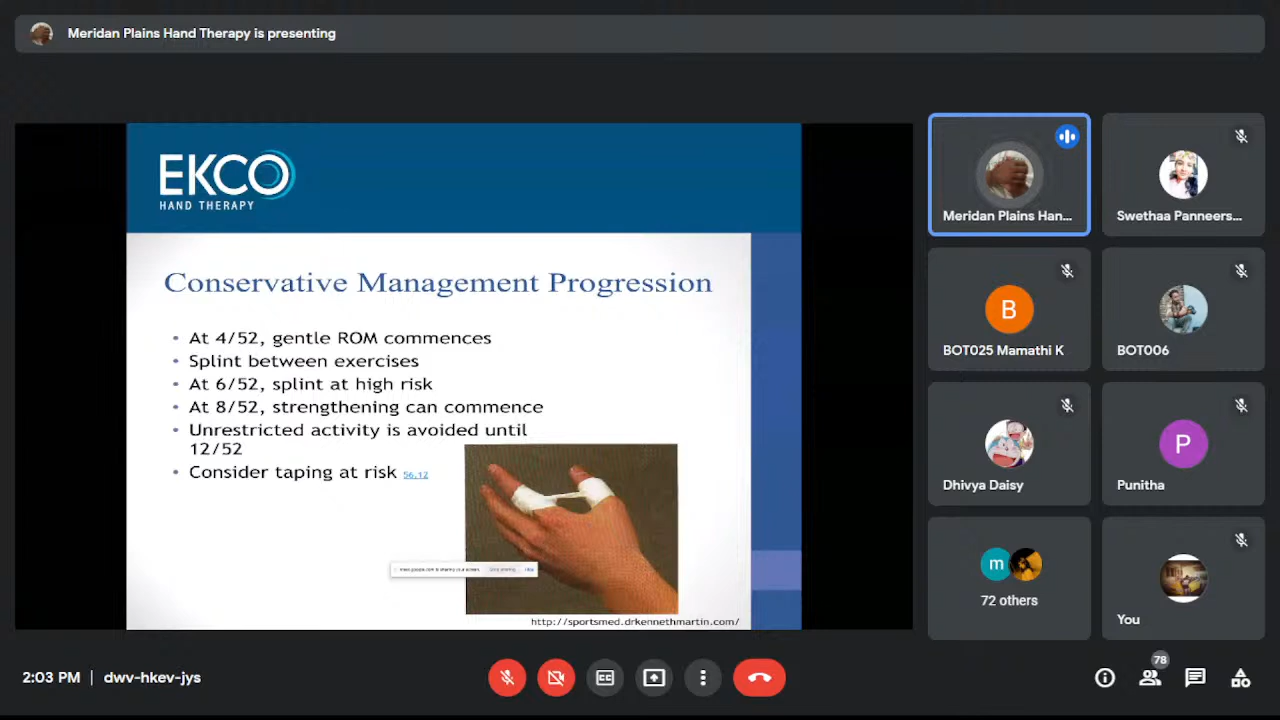 Meridan Plains Hand Therapy is presenting
EKCO
HAND THERAPY
Conservative Management Progression
• At 4/52, gentle ROM commences
• Splint between exercises
• At 6/52, splint at high risk
• At 8/52, strengthening can commence
• Unrestricted activity is avoided until
12/52
• Consider taping at risk 56,12
http://sportsmed.drkennethmartin.com/
Meridan Plains Han...
Swethaa Panneers...
B
BOT025 Mamathi K
BOT006
Dhivya Daisy
P
Punitha
m
72 others
You
2:03 PM | dwv-hkev-jys
CC
78